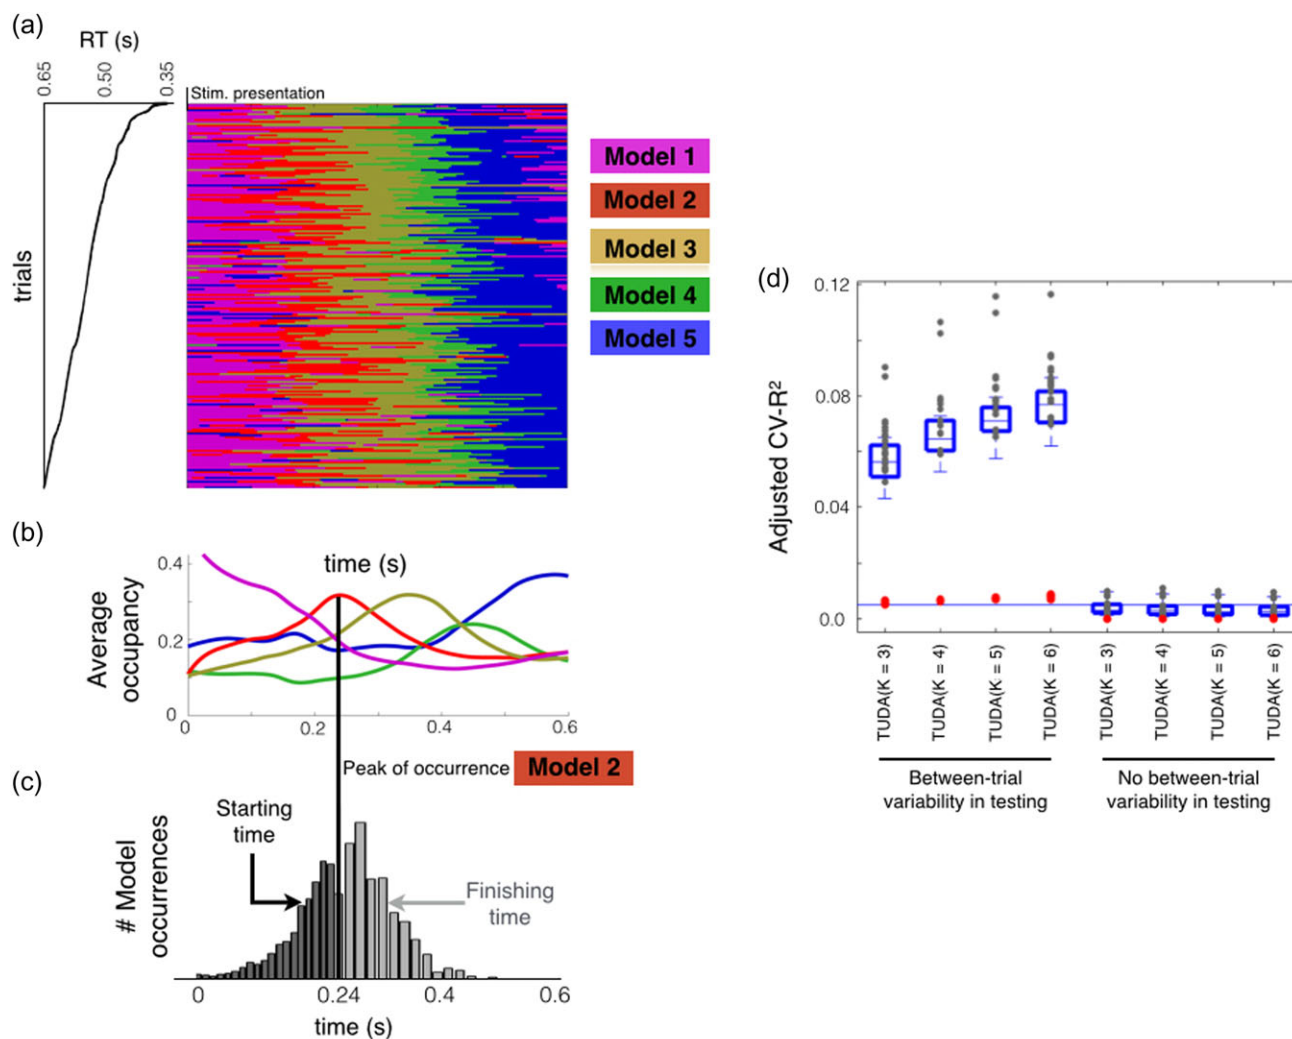 (a)
RT (s)
0.65
0.50
0.35
trials
Stim. presentation
Model 1
Model 2
Model 3
Model 4
Model 5
(b)
Average
occupancy
0.4
0.2
0
time (s)
0
0.2
0.6
Peak of occurrence Model 2
(c)
# Model
occurrences
Starting
time
Finishing
time
0
0.24
0.4
0.6
time (s)
(d)
Adjusted CV-R²
0.12
0.08
0.04
0.0
TUDA(K = 3)
TUDA(K = 4)
TUDA(K = 5)
TUDA(K = 6)
TUDA(K = 3)
TUDA(K = 4)
TUDA(K = 5)
TUDA(K = 6)
Between-trial
variability in testing
No between-trial
variability in testing